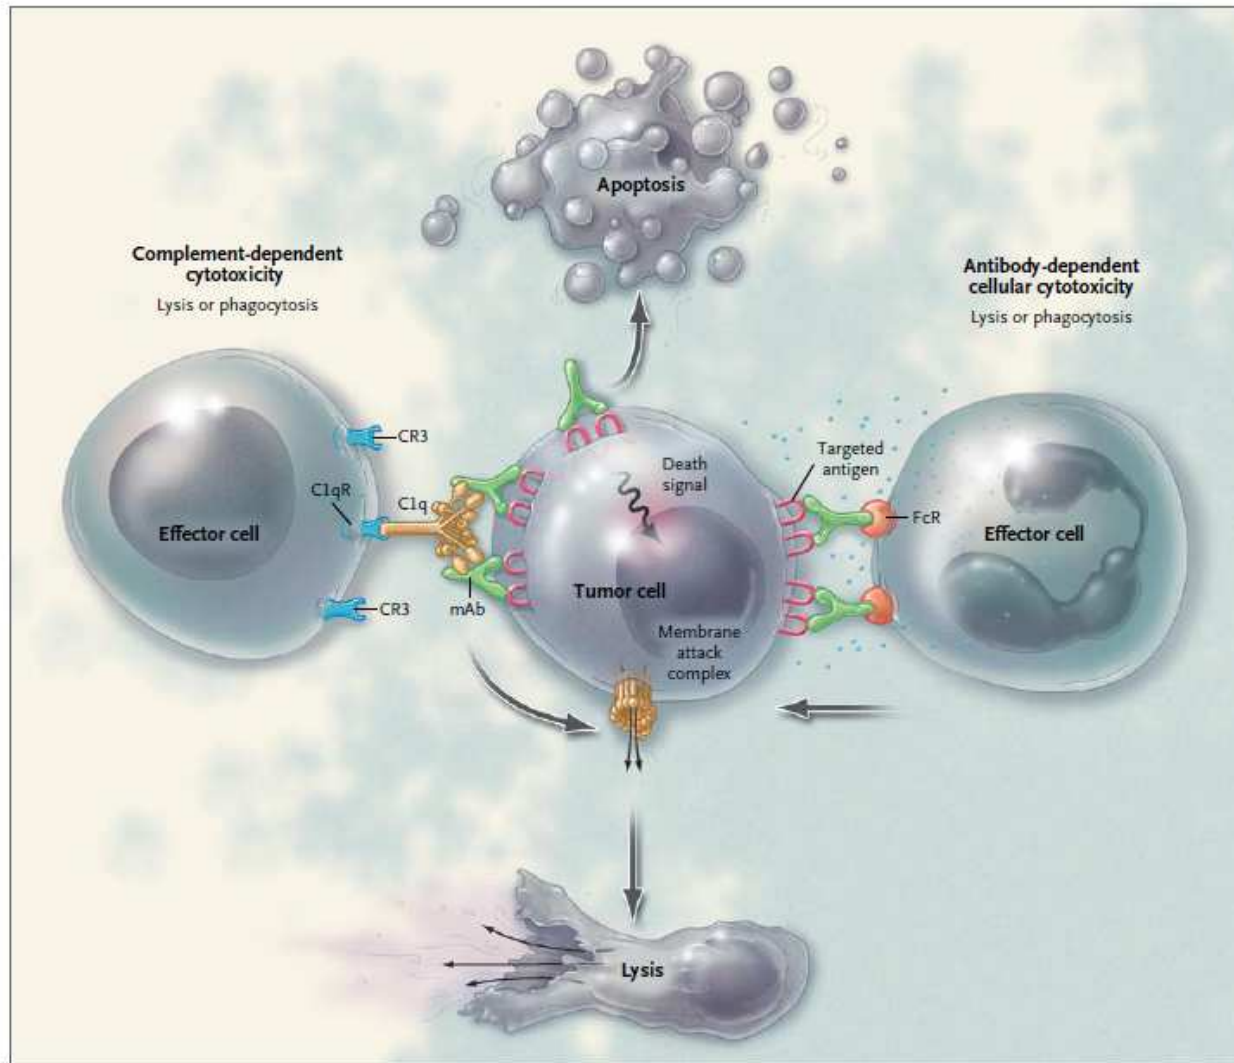 Apoptosis
Complement-dependent
cytotoxicity
Lysis or phagocytosis
Antibody-dependent
cellular cytotoxicity
Lysis or phagocytosis
CR3
C1qR
C1q
Effector cell
CR3
mAb
Death
signal
Tumor cell
Membrane
attack
complex
Targeted
antigen
FcR
Effector cell
Lysis